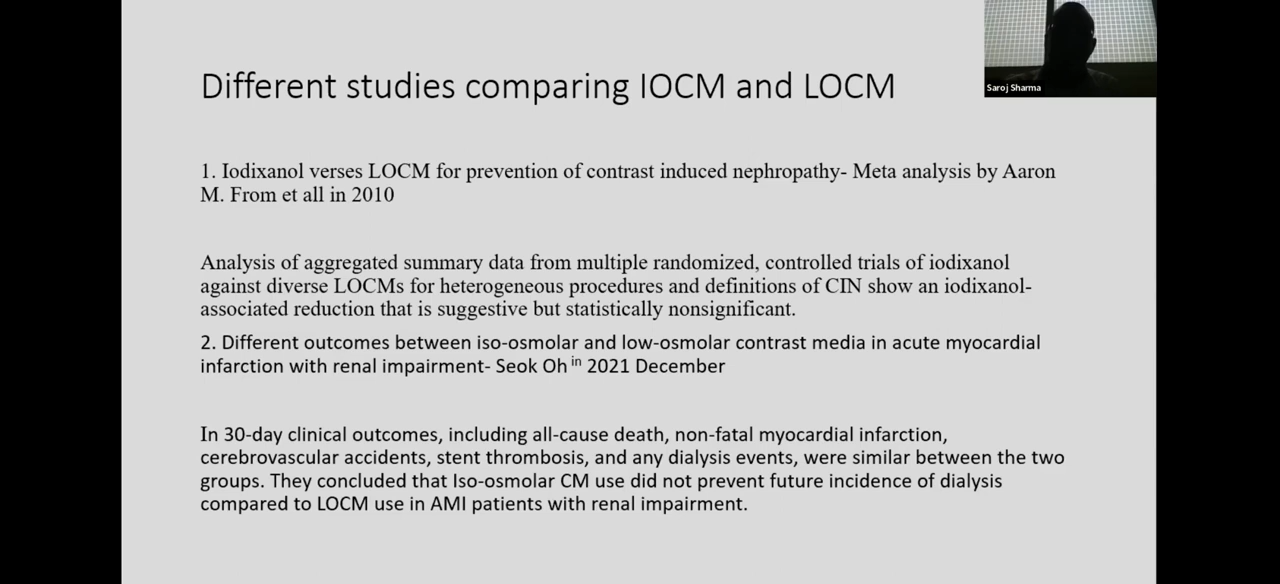 Saroj Sharma
Different studies comparing IOCM and LOCM
1. Iodixanol verses LOCM for prevention of contrast induced nephropathy- Meta analysis by Aaron
M. From et all in 2010
Analysis of aggregated summary data from multiple randomized, controlled trials of iodixanol
against diverse LOCMs for heterogeneous procedures and definitions of CIN show an iodixanol-
associated reduction that is suggestive but statistically nonsignificant.
2. Different outcomes between iso-osmolar and low-osmolar contrast media in acute myocardial
infarction with renal impairment- Seok Oh in 2021 December
In 30-day clinical outcomes, including all-cause death, non-fatal myocardial infarction,
cerebrovascular accidents, stent thrombosis, and any dialysis events, were similar between the two
groups. They concluded that Iso-osmolar CM use did not prevent future incidence of dialysis
compared to LOCM use in AMI patients with renal impairment.